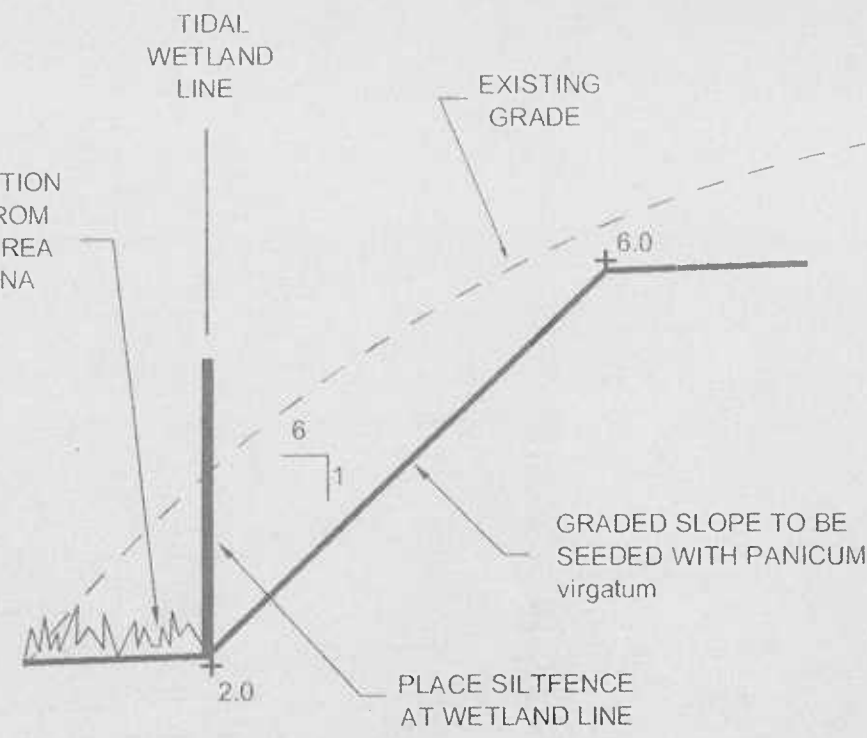 TIDAL
WETLAND
LINE
EXISTING
GRADE
TION
ROM
REA
NA
6.0
6
1
GRADED SLOPE TO BE
SEEDED WITH PANICUM
virgatum
2.0
PLACE SILTFENCE
AT WETLAND LINE